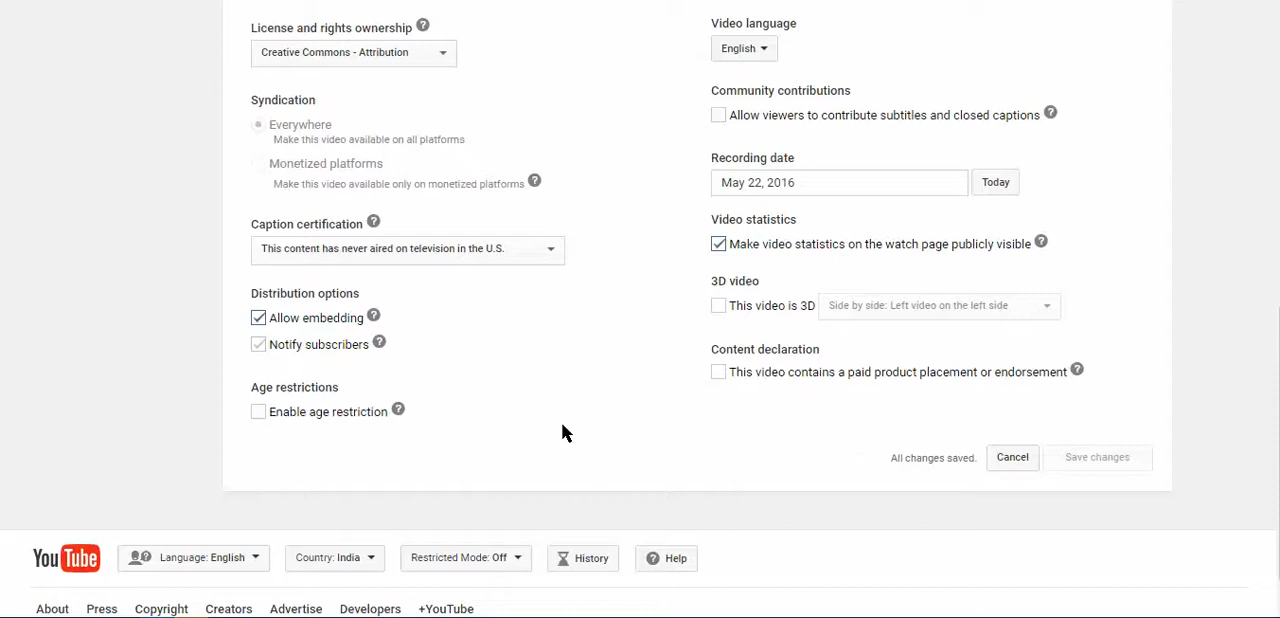 License and rights ownership
Creative Commons - Attribution
Syndication
Everywhere
Make this video available on all platforms
Monetized platforms
Make this video available only on monetized platforms
Caption certification
This content has never aired on television in the U.S.
Distribution options
Allow embedding
Notify subscribers
Age restrictions
Enable age restriction
Video language
English
Community contributions
Allow viewers to contribute subtitles and closed captions
Recording date
May 22, 2016 Today
Video statistics
Make video statistics on the watch page publicly visible
3D video
This video is 3D Side by side: Left video on the left side
Content declaration
This video contains a paid product placement or endorsement
All changes saved. Cancel Save changes
YouTube Language: English Country: India Restricted Mode: Off History Help
About Press Copyright Creators Advertise Developers +YouTube